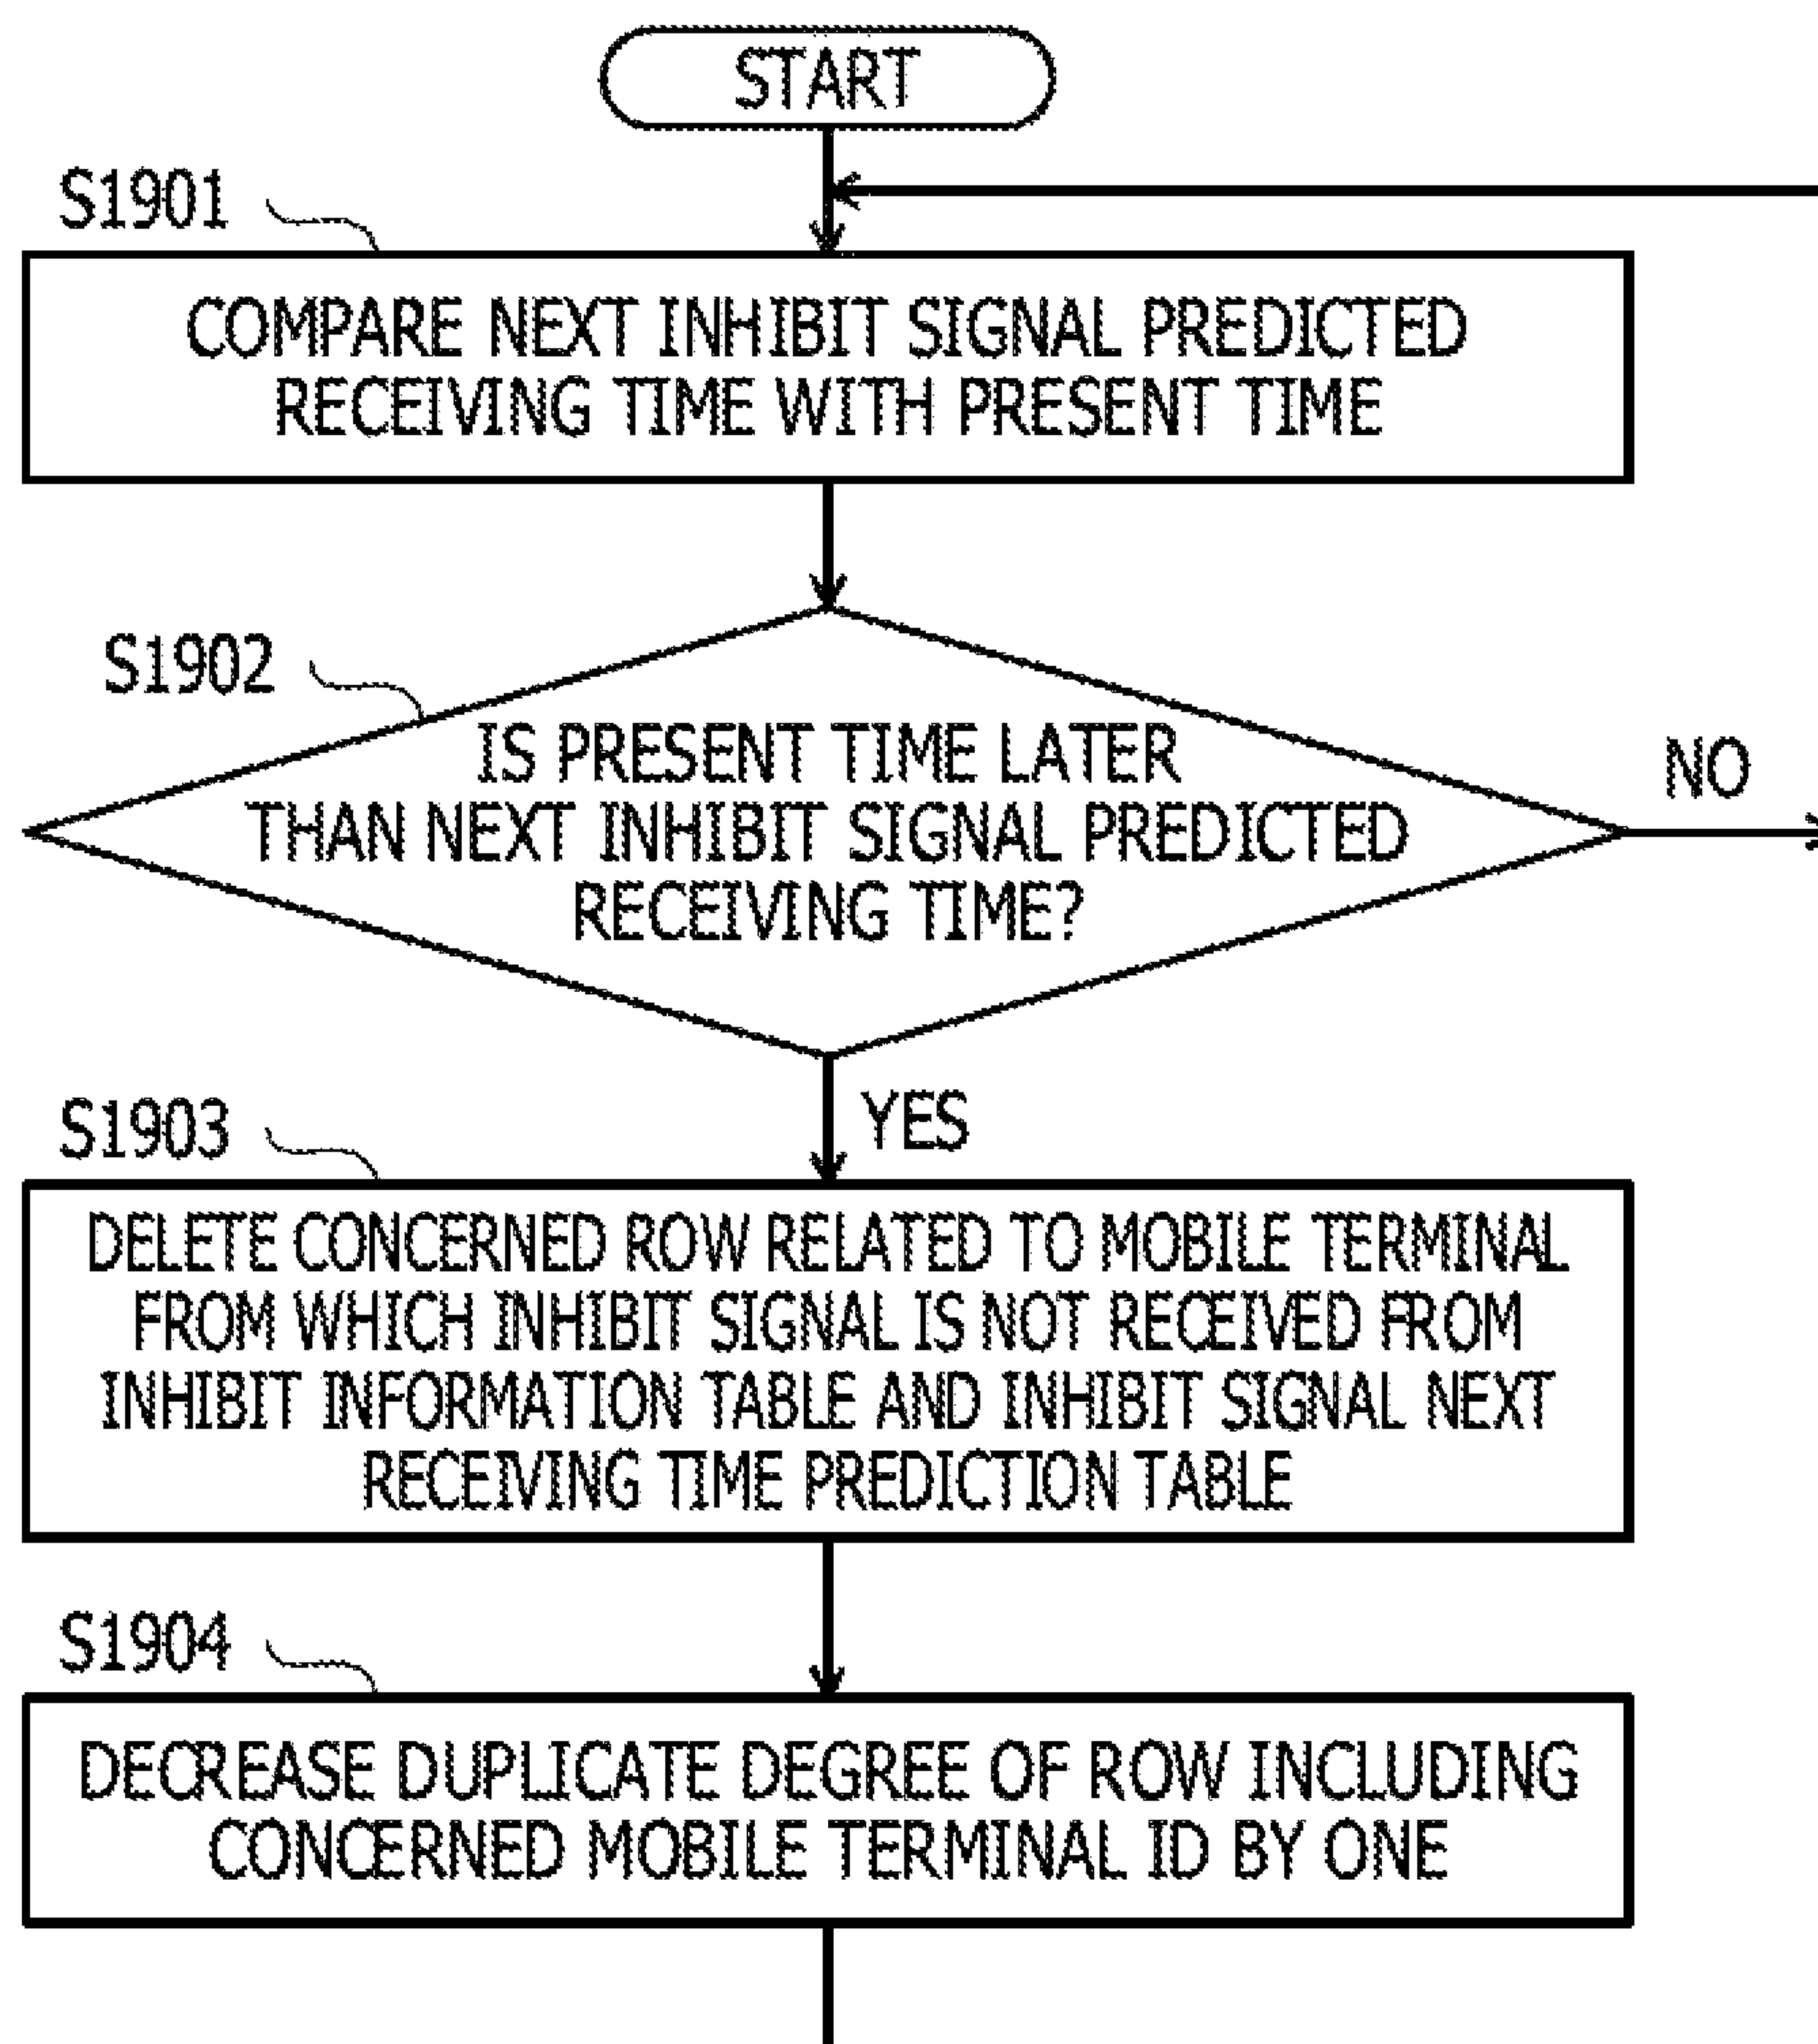 START
S1901
COMPARE NEXT INHIBIT SIGNAL PREDICTED
RECEIVING TIME WITH PRESENT TIME
S1902
IS PRESENT TIME LATER
THAN NEXT INHIBIT SIGNAL PREDICTED
RECEIVING TIME?
NO
YES
S1903
DELETE CONCERNED ROW RELATED TO MOBILE TERMINAL
FROM WHICH INHIBIT SIGNAL IS NOT RECEIVED FROM
INHIBIT INFORMATION TABLE AND INHIBIT SIGNAL NEXT
RECEIVING TIME PREDICTION TABLE
S1904
DECREASE DUPLICATE DEGREE OF ROW INCLUDING
CONCERNED MOBILE TERMINAL ID BY ONE